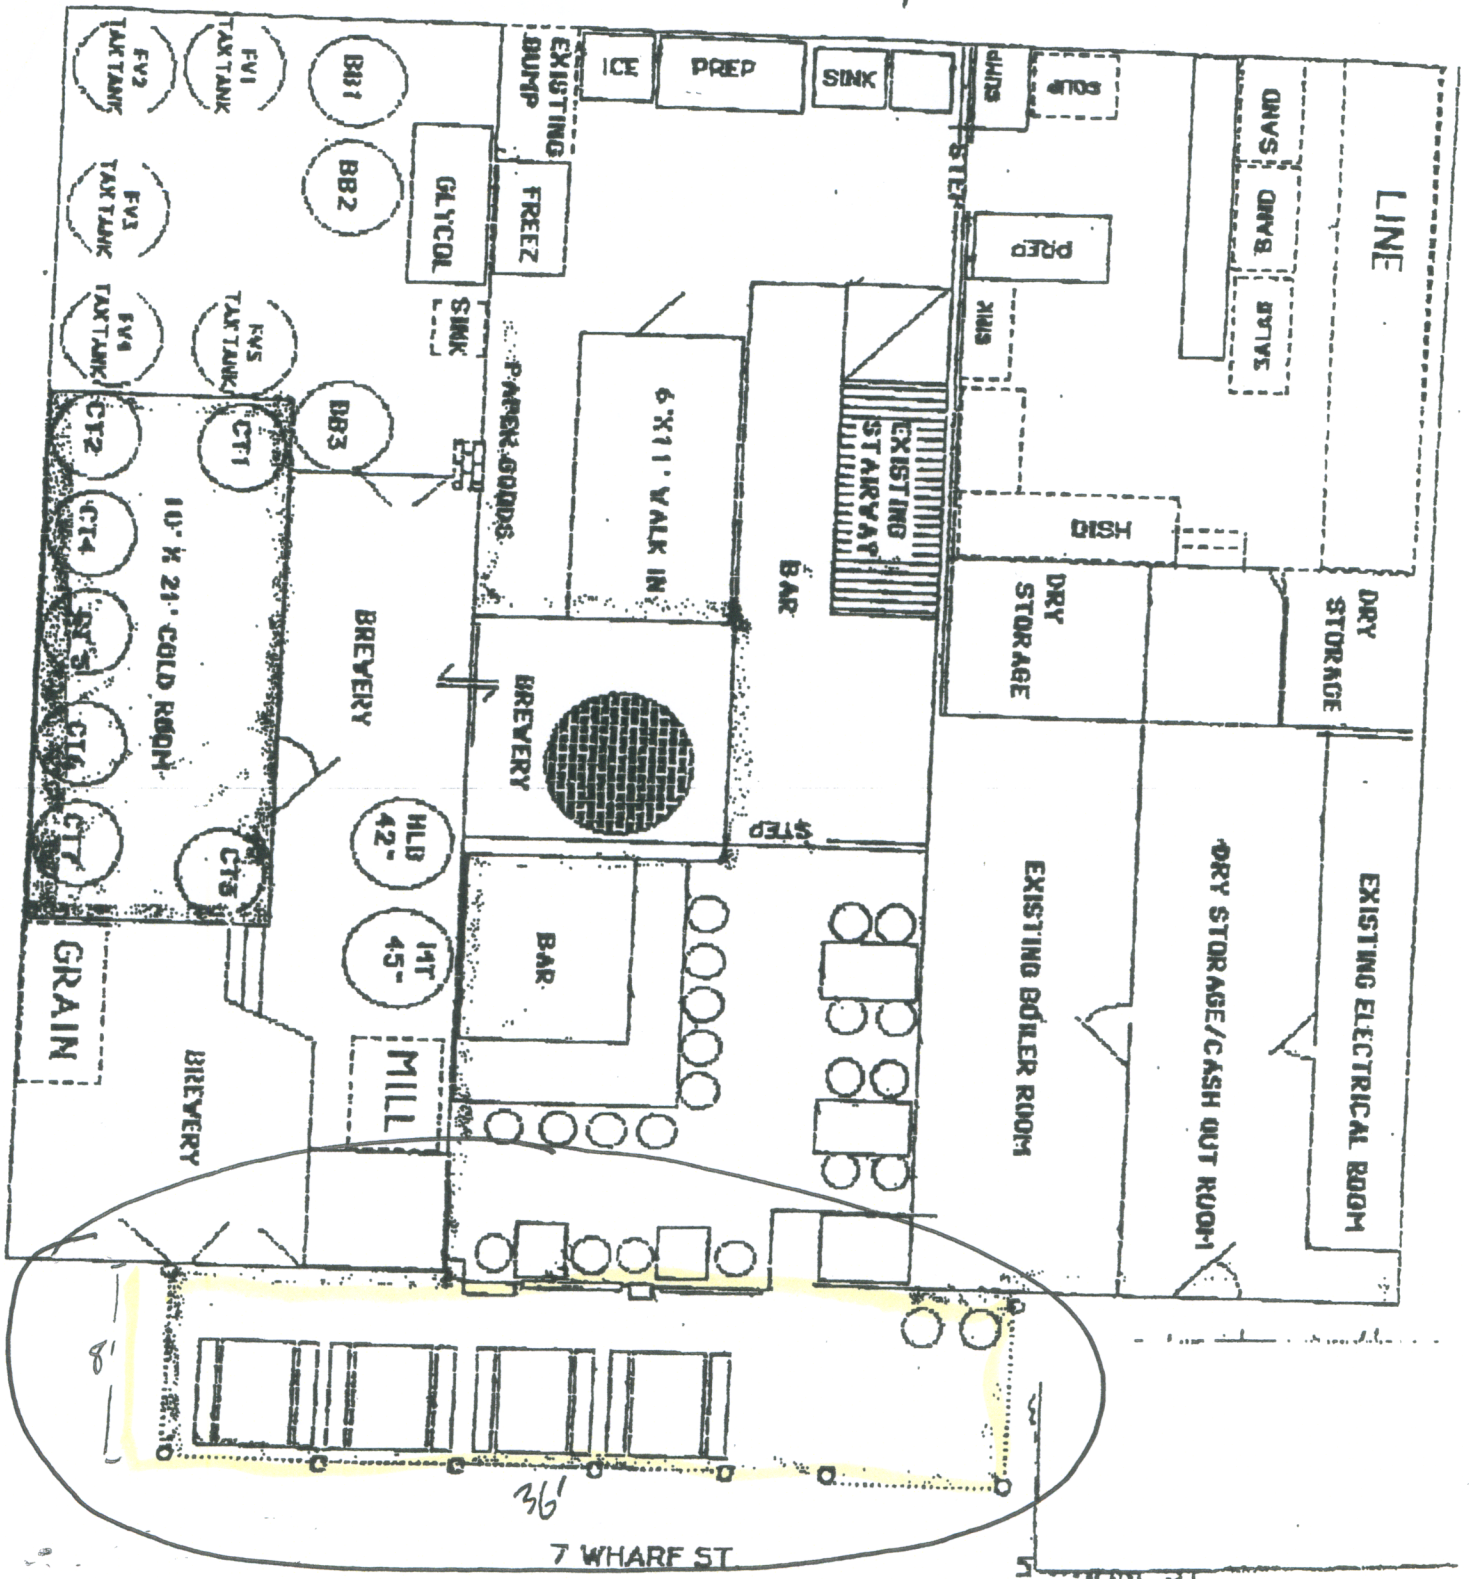 FV2
TAX TANK
FV1
TAX TANK
BB1
EXISTING
DUMP
ICE
PREP
SINK
SOUP
SAND
LINE
FV3
TAX TANK
BB2
GLYCOL
FREEZ
STEP
PREP
BAND
FV4
TAX TANK
FV5
TAX TANK
SINK
PAPER GOODS
6'X11' WALK IN
SINK
SALAD
CT2
CT1
BB3
EXISTING
STAIRWAY
DISH
CT4
10' X 21' COLD ROOM
BREWERY
BAR
DRY
STORAGE
DRY
STORAGE
CT6
BREWERY
STEP
CT7
CT3
HLB
42"
MT
45"
BAR
EXISTING BOILER ROOM
DRY STORAGE/CASH OUT ROOM
EXISTING ELECTRICAL ROOM
GRAIN
BREWERY
MILL
8'
36'
7 WHARF ST